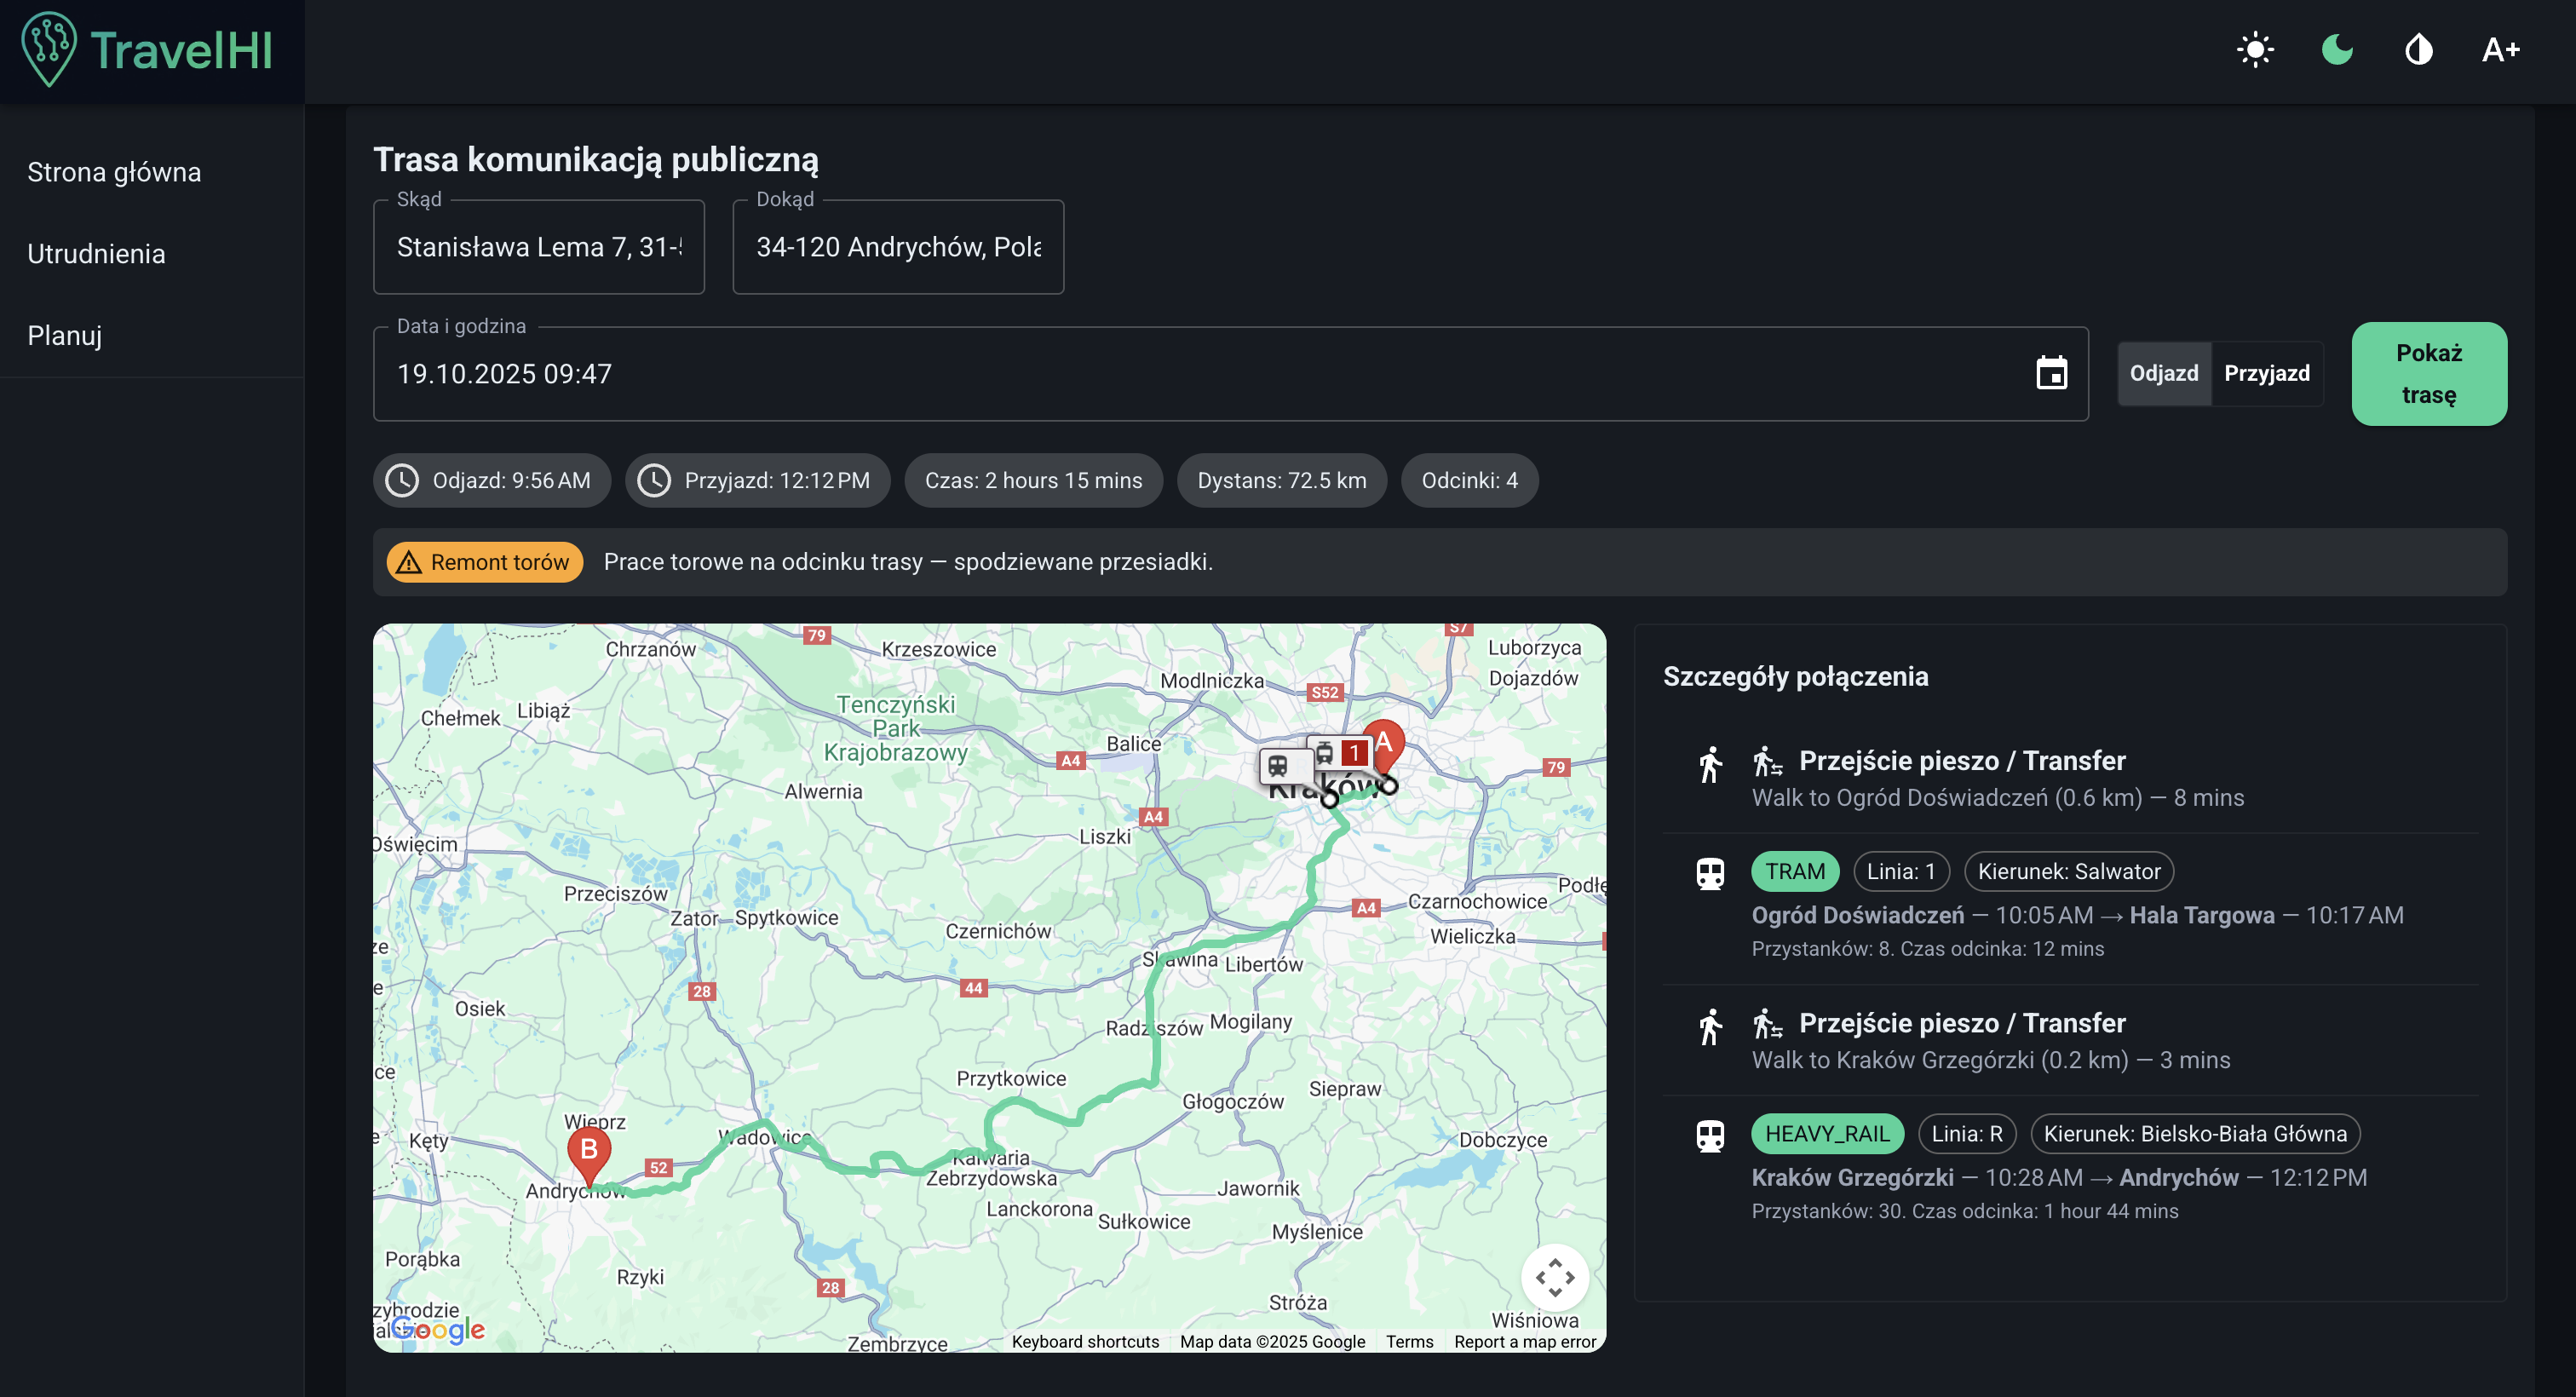 TravelHI
A+
Strona główna
Utrudnienia
Planuj
Trasa komunikacją publiczną
Skąd
Stanisława Lema 7, 31-
Dokąd
34-120 Andrychów, Pola
Data i godzina
19.10.2025 09:47
Odjazd
Przyjazd
Pokaż
trasę
Odjazd: 9:56 AM
Przyjazd: 12:12 PM
Czas: 2 hours 15 mins
Dystans: 72.5 km
Odcinki: 4
Remont torów
Prace torowe na odcinku trasy — spodziewane przesiadki.
79
S7
Chrzanów
Krzeszowice
Luborzyca
Modlniczka
Dojazdów
S52
Tenczyński
Park
Krajobrazowy
Libiąż
Chełmek
A
1
Balice
A4
79
Kraków
Alwernia
A4
Liszki
Oświęcim
Przeciszów
Podłę
Czarnochowice
A4
Zator
Spytkowice
Czernichów
Wieliczka
ze
Skawina
Libertów
e
28
44
Osiek
Radziszów
Mogilany
ce
Przytkowice
Siepraw
Głogoczów
Wieprz
Wadowice
Kęty
B
Dobczyce
Kalwaria
Zebrzydowska
52
Andrychów
Jawornik
Lanckorona
Sułkowice
Myślenice
Porąbka
Rzyki
28
Stróża
zybrodzie
Wiśniowa
Google
Zembrzyce
Keyboard shortcuts
Map data ©2025 Google
Terms
Report a map error
Szczegóły połączenia
Przejście pieszo / Transfer
Walk to Ogród Doświadczeń (0.6 km) — 8 mins
TRAM
Linia: 1
Kierunek: Salwator
Ogród Doświadczeń — 10:05 AM → Hala Targowa — 10:17 AM
Przystanków: 8. Czas odcinka: 12 mins
Przejście pieszo / Transfer
Walk to Kraków Grzegórzki (0.2 km) — 3 mins
HEAVY_RAIL
Linia: R
Kierunek: Bielsko-Biała Główna
Kraków Grzegórzki — 10:28 AM → Andrychów — 12:12 PM
Przystanków: 30. Czas odcinka: 1 hour 44 mins